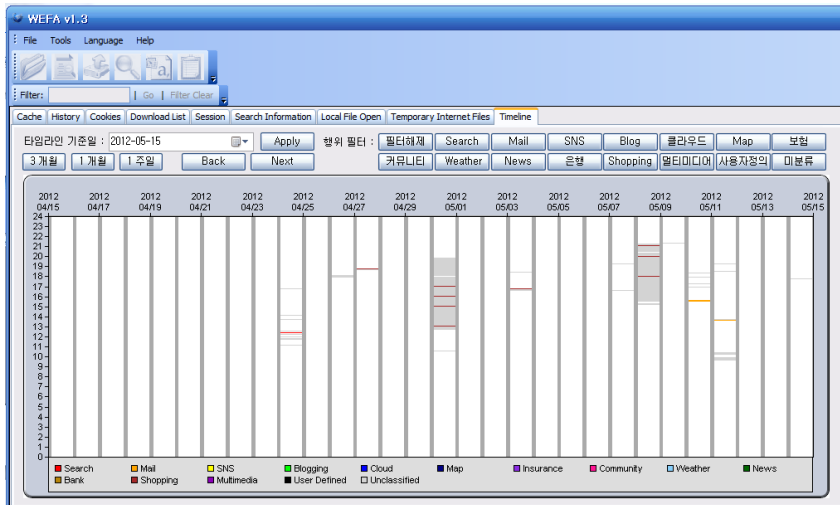 WEFA v1.3
File Tools Language Help
Filter: | Go | Filter Clear
Cache History Cookies Download List Session Search Information Local File Open Temporary Internet Files Timeline
타임라인 기준일 : 2012-05-15 Apply 행위 필터 : 필터해제 Search Mail SNS Blog 클라우드 Map 보험
3 개월 1 개월 1 주일 Back Next 커뮤니티 Weather News 은행 Shopping 멀티미디어 사용자정의 미분류
2012 2012 2012 2012 2012 2012 2012 2012 2012 2012 2012 2012 2012 2012 2012 2012
04/15 04/17 04/19 04/21 04/23 04/25 04/27 04/29 05/01 05/03 05/05 05/07 05/09 05/11 05/13 05/15
24
23
22
21
20
19
18
17
16
15
14
13
12
11
10
9
8
7
6
5
4
3
2
1
0
Search Mail SNS Blogging Cloud Map Insurance Community Weather News
Bank Shopping Multimedia User Defined Unclassified